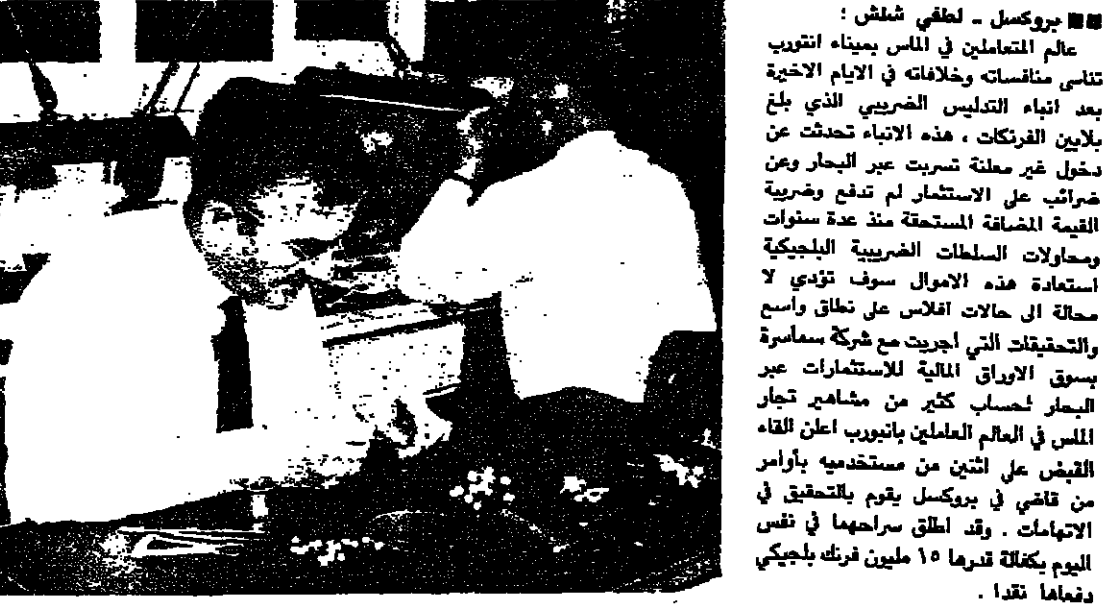 بروكسل ـ لطفي شلش :
عالم المتعاملين في الماس بميناء انتورب
تناسى منافساته وخلافاته في الايام الاخيرة
بعد انباء التدليس الضريبي الذي بلغ
بلايين الفرنكات ، هذه الانباء تحدثت عن
دخول غير معلنة تسربت عبر البحار وعن
ضرائب على الاستثمار لم تدفع وضريبة
القيمة المضافة المستحقة منذ عدة سنوات
ومحاولات السلطات الضريبية البلجيكية
استعادة هذه الاموال سوف تؤدي لا
محالة الى حالات افلاس على نطاق واسع
والتحقيقات التي اجريت مع شركة سماسرة
بسوق الاوراق المالية للاستثمارات عبر
البحار لحساب كثير من مشاهير تجار
الماس في العالم العاملين بانبورب اعلن القاء
القبض على اثنين من مستخدميه بأوامر
من قاضي في بروكسل يقوم بالتحقيق في
الاتهامات . وقد اطلق سراحهما في نفس
اليوم بكفالة قدرها ١٥ مليون فرنك بلجيكي
دفعاها نقدا .